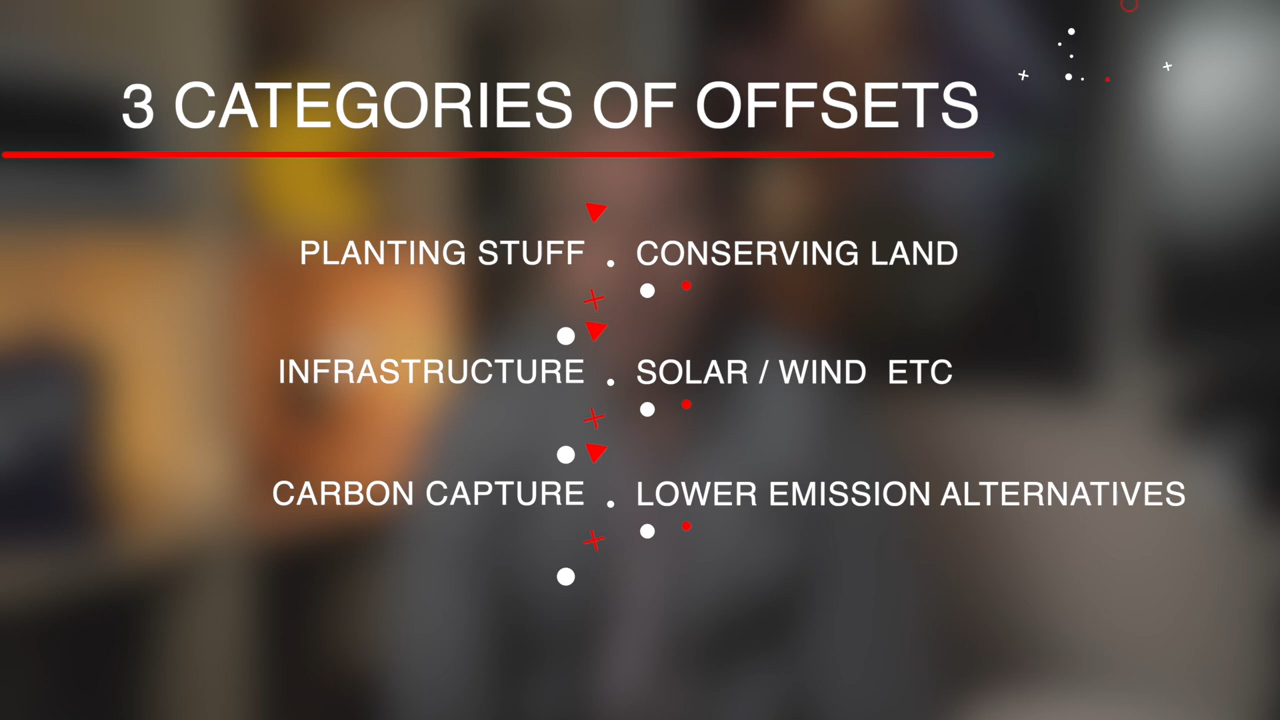 3 CATEGORIES OF OFFSETS
PLANTING STUFF . CONSERVING LAND
INFRASTRUCTURE . SOLAR / WIND ETC
CARBON CAPTURE . LOWER EMISSION ALTERNATIVES